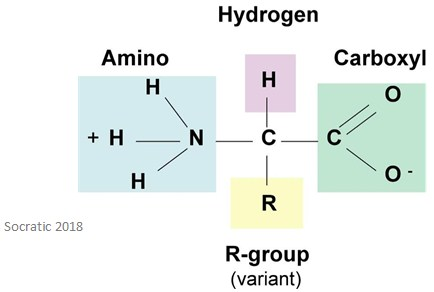 Hydrogen
Amino
Carboxyl
H
H
O
+ H
N
C
C
H
O -
R
Socratic 2018
R-group
(variant)